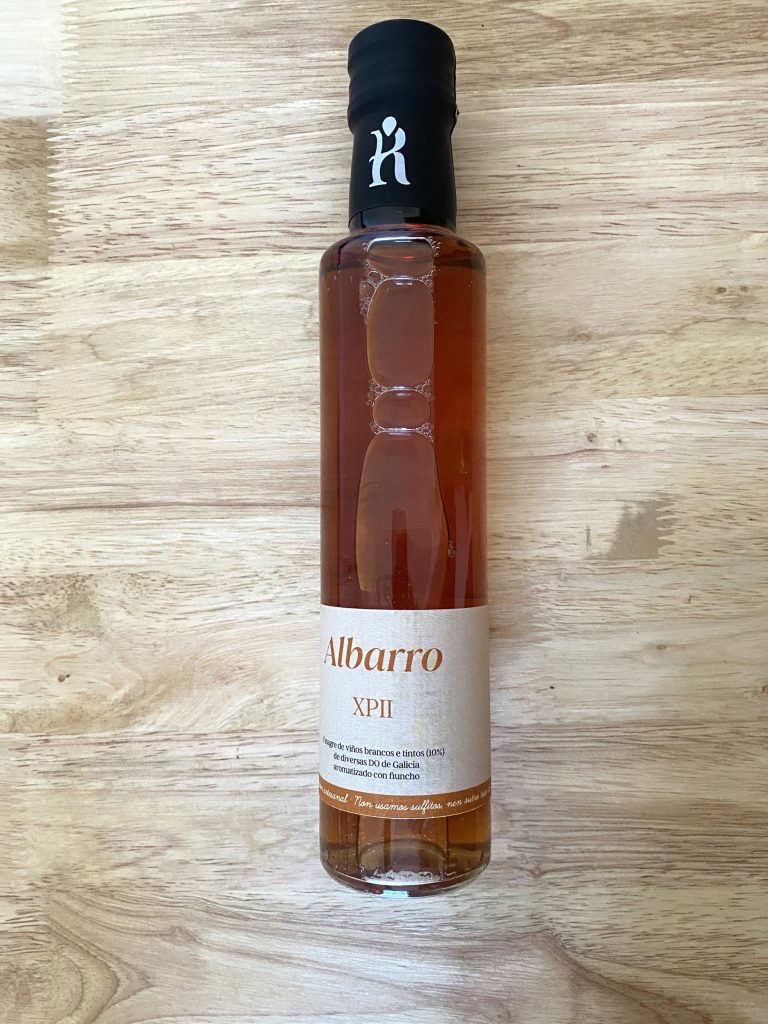 K
Albarro
XPII
Vinagre de viños brancos e tintos (10%)
de diversas DO de Galicia
aromatizado con fiuncho
artesanal · Non usamos sulfitos, nen outro